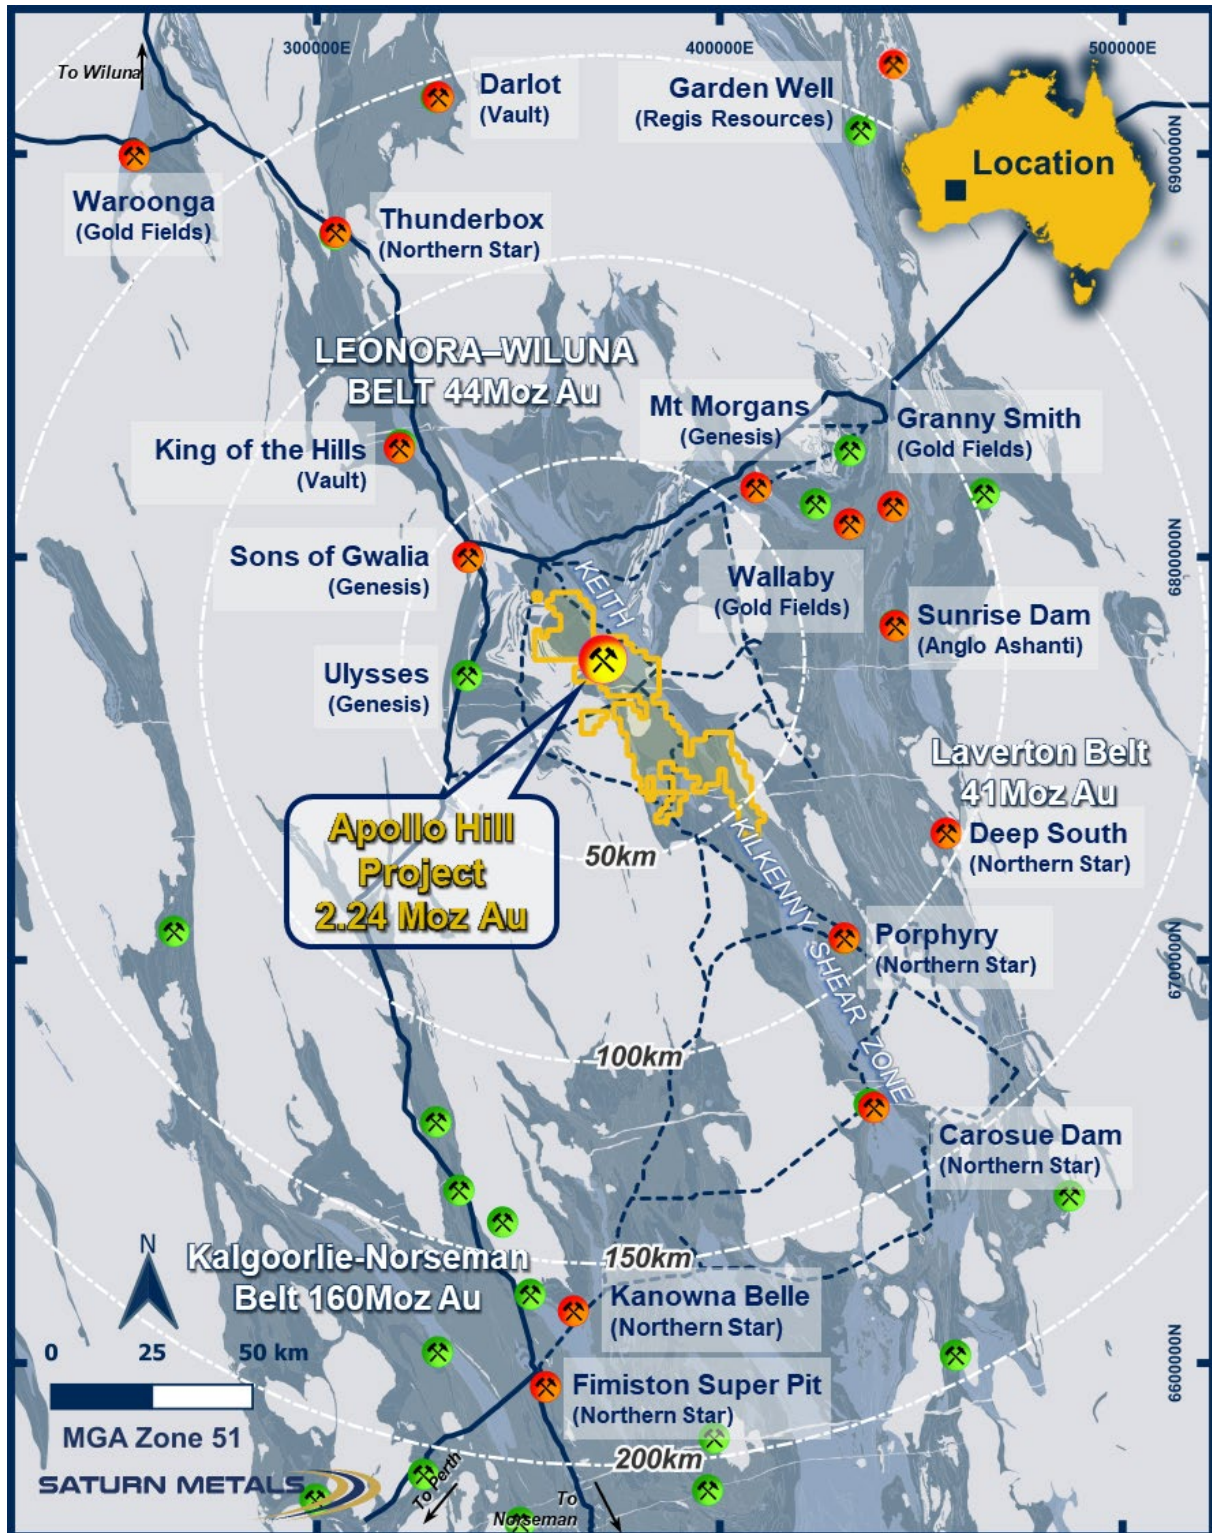 300000E
400000E
500000E
To Wiluna
Darlot
(Vault)
Garden Well
(Regis Resources)
6900000N
Location
Waroonga
(Gold Fields)
Thunderbox
(Northern Star)
LEONORA–WILUNA
BELT 44Moz Au
Mt Morgans
(Genesis)
Granny Smith
(Gold Fields)
King of the Hills
(Vault)
Sons of Gwalia
(Genesis)
6800000N
KEITH
Wallaby
(Gold Fields)
Sunrise Dam
(Anglo Ashanti)
Ulysses
(Genesis)
Laverton Belt
41Moz Au
Apollo Hill
Project
2.24 Moz Au
50km
KILKENNY
SHEAR
ZONE
Deep South
(Northern Star)
Porphyry
(Northern Star)
6700000N
100km
Carosue Dam
(Northern Star)
N
Kalgoorlie-Norseman
Belt 160Moz Au
150km
Kanowna Belle
(Northern Star)
0 25 50 km
6600000N
Fimiston Super Pit
(Northern Star)
MGA Zone 51
200km
SATURN METALS
To Perth
To
Norseman